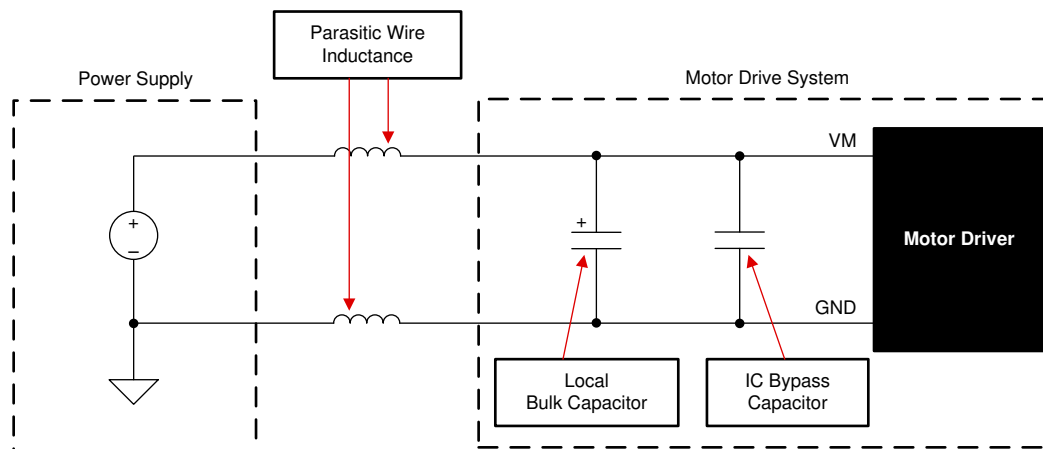 Parasitic Wire
Inductance
Power Supply
Motor Drive System
VM
+
–
+
Motor Driver
GND
Local
Bulk Capacitor
IC Bypass
Capacitor